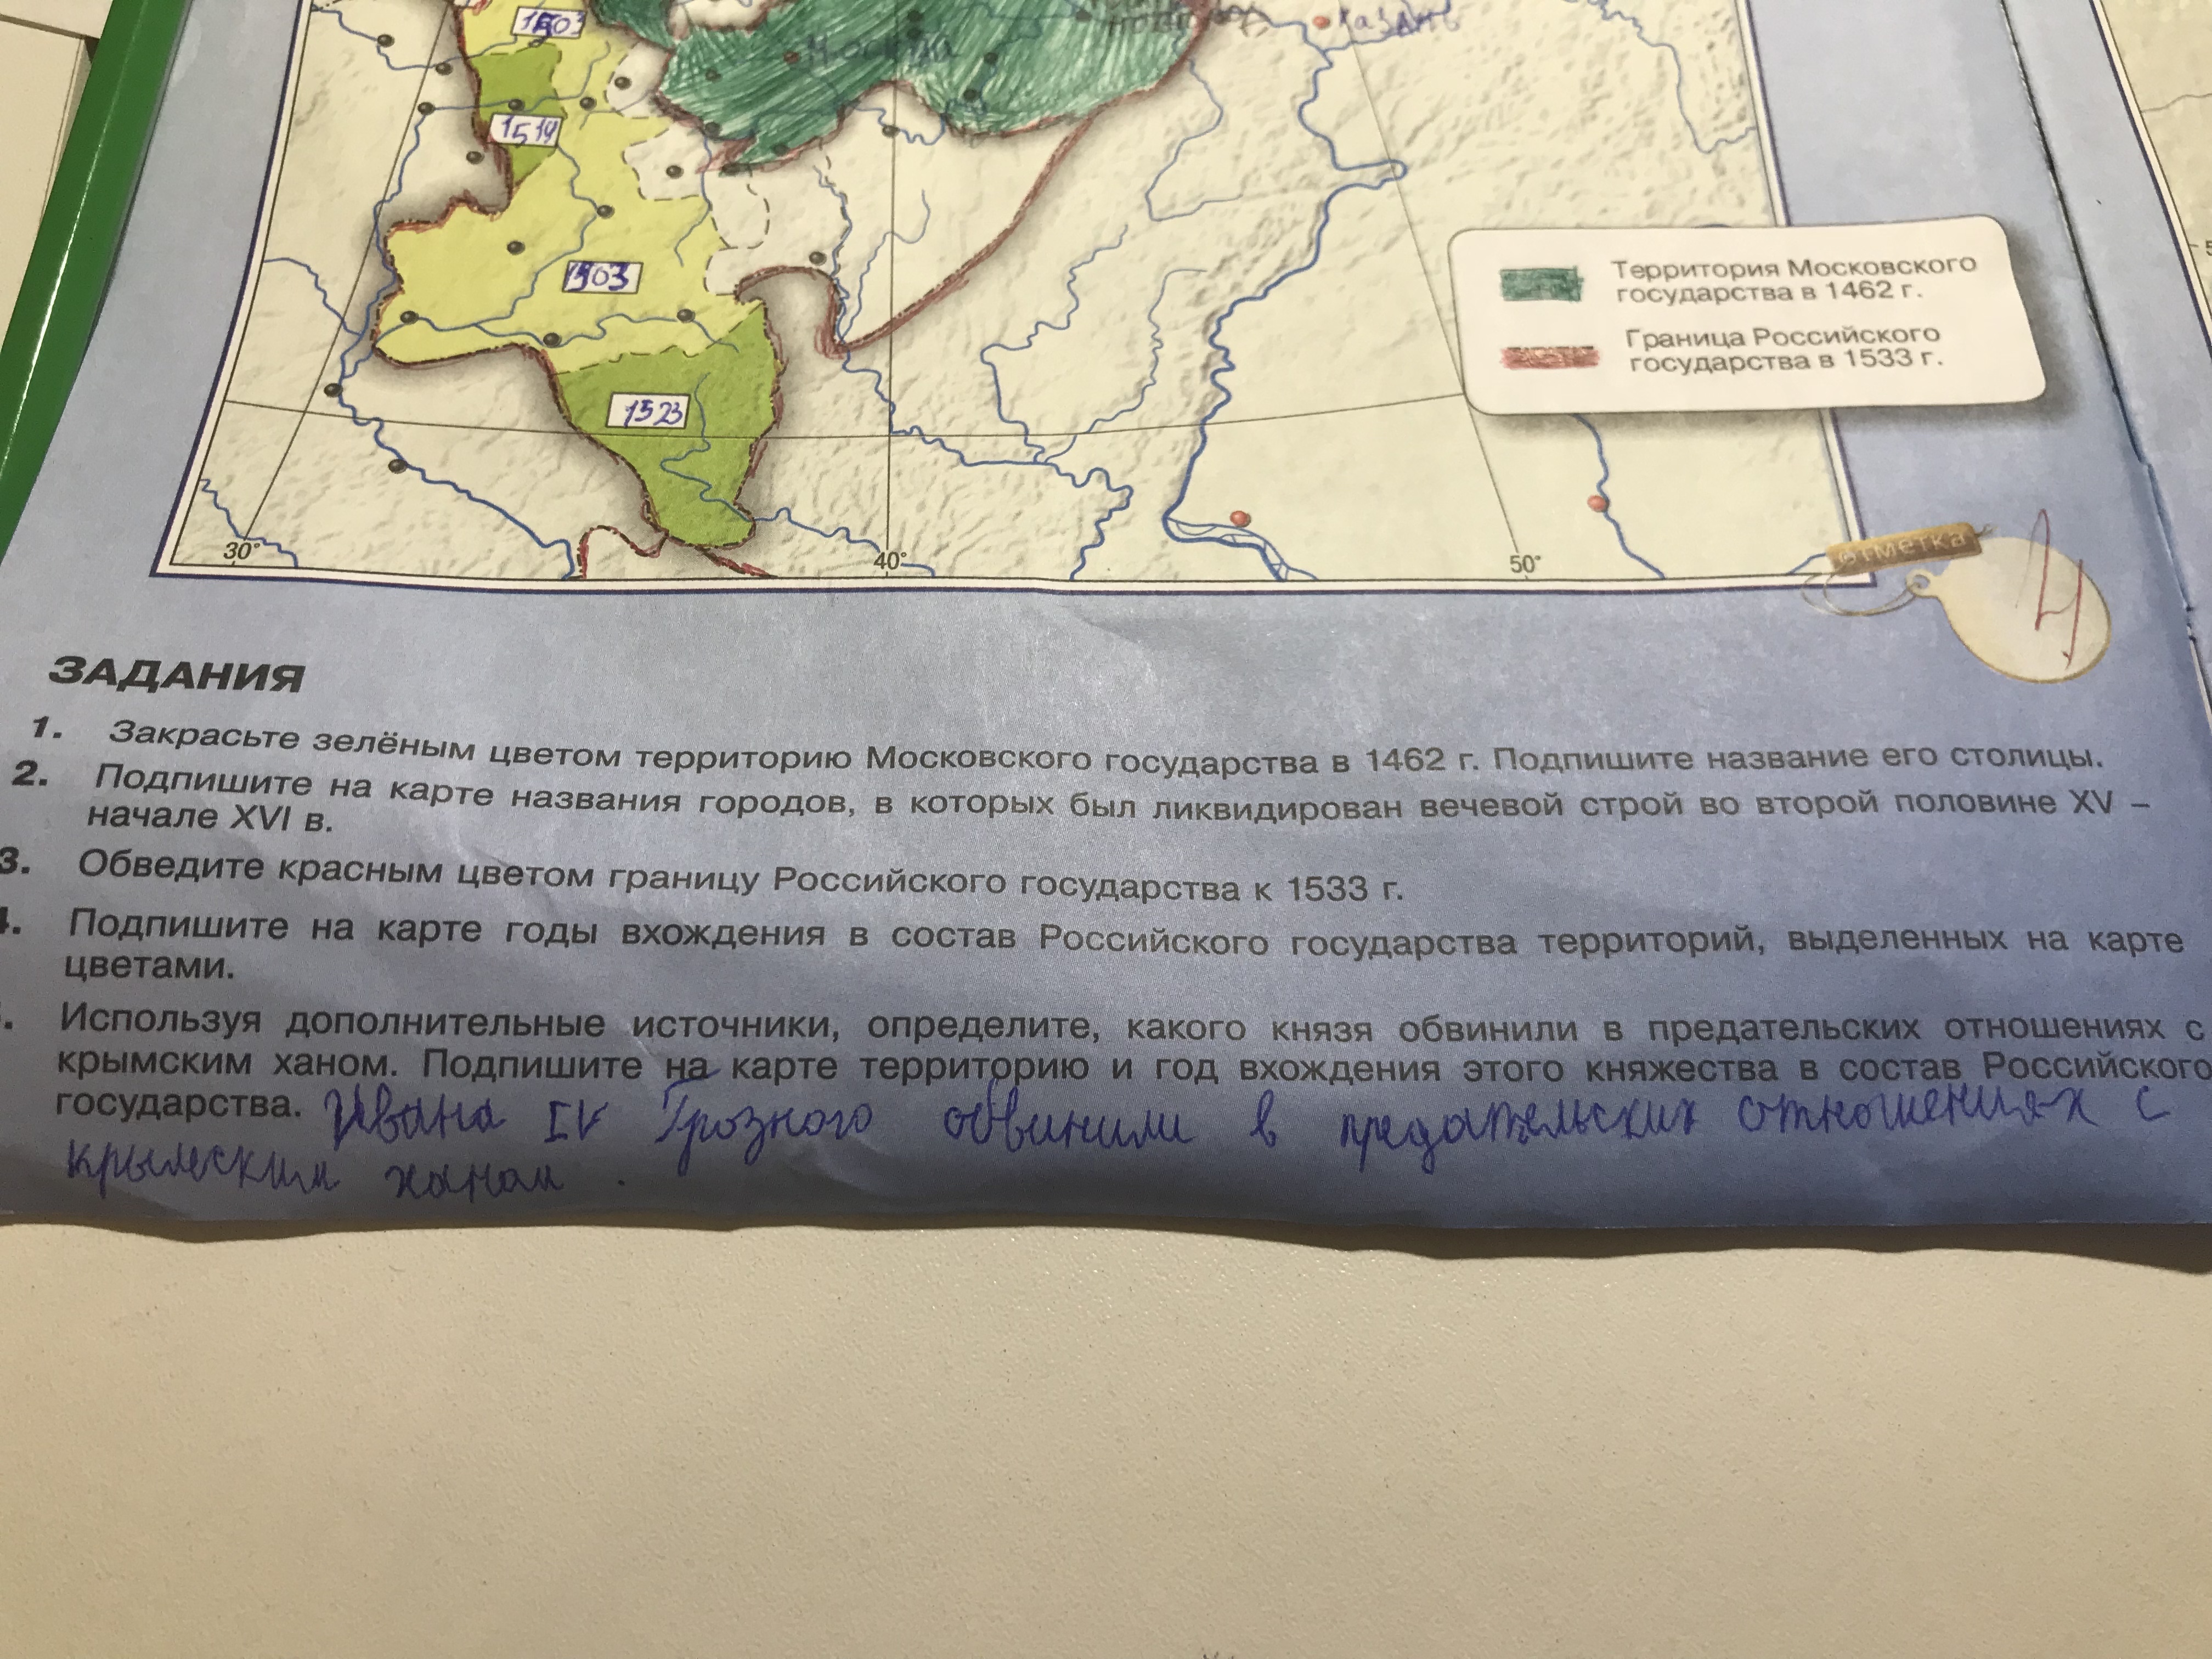 1503
Москва
Казань
1514
1503
Территория Московского
государства в 1462 г.
Граница Российского
государства в 1533 г.
1523
30°
40°
50°
отметка
4
ЗАДАНИЯ
1. Закрасьте зелёным цветом территорию Московского государства в 1462 г. Подпишите название его столицы.
2. Подпишите на карте названия городов, в которых был ликвидирован вечевой строй во второй половине XV –
начале XVI в.
3. Обведите красным цветом границу Российского государства к 1533 г.
4. Подпишите на карте годы вхождения в состав Российского государства территорий, выделенных на карте
цветами.
Используя дополнительные источники, определите, какого князя обвинили в предательских отношениях с
крымским ханом. Подпишите на карте территорию и год вхождения этого княжества в состав Российского
государства. Ивана IV Грозного обвинили в предательских отношениях с
крымским ханом.